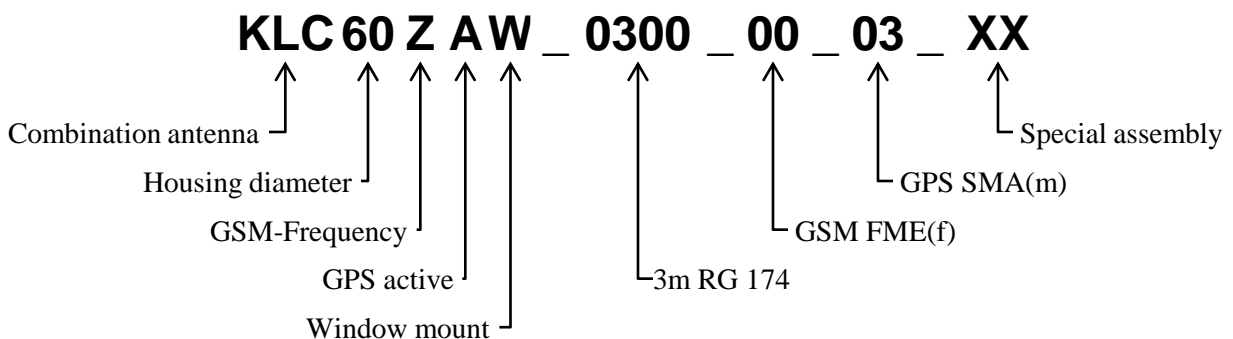 KLC 60 Z A W _ 0300 _ 00 _ 03 _ XX
Combination antenna
Special assembly
Housing diameter
GPS SMA(m)
GSM-Frequency
GSM FME(f)
GPS active
3m RG 174
Window mount